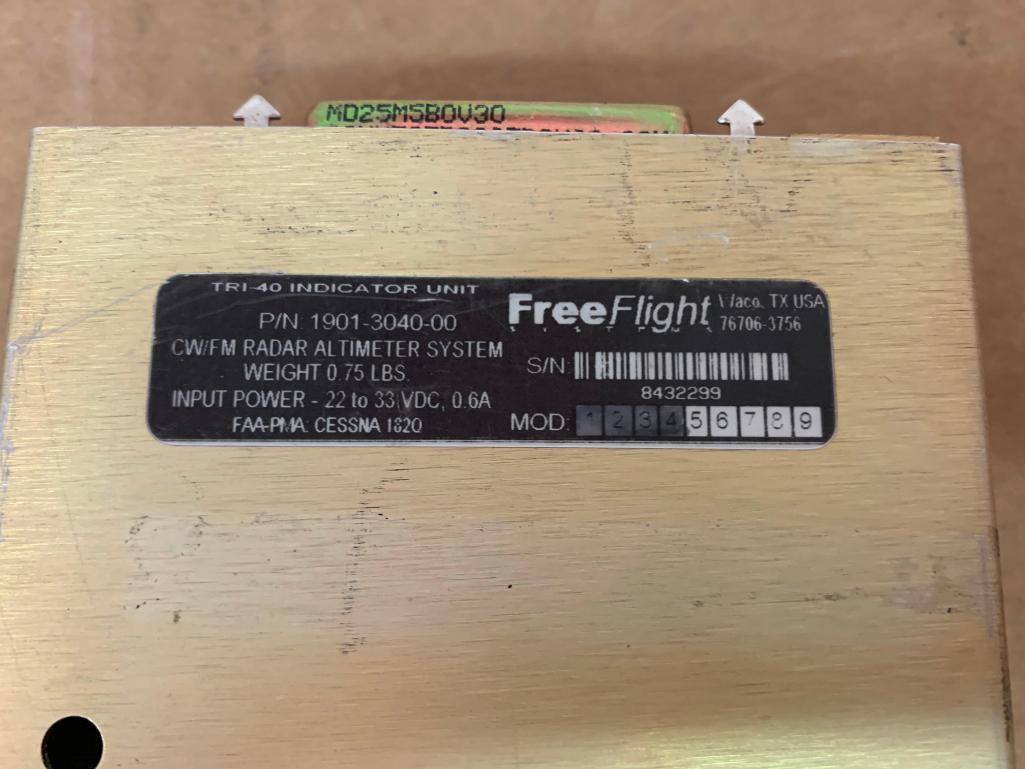 MD25M5B0V30
TRI-40 INDICATOR UNIT
P/N 1901-3040-00
CW/FM RADAR ALTIMETER SYSTEM
WEIGHT 0.75 LBS.
INPUT POWER - 22 to 33 VDC, 0.6A
FAA-PMA: CESSNA 182Q
FreeFlight
SYSTEMS
Waco, TX USA
76706-3756
S/N
8432299
MOD: 1 2 3 4 5 6 7 8 9